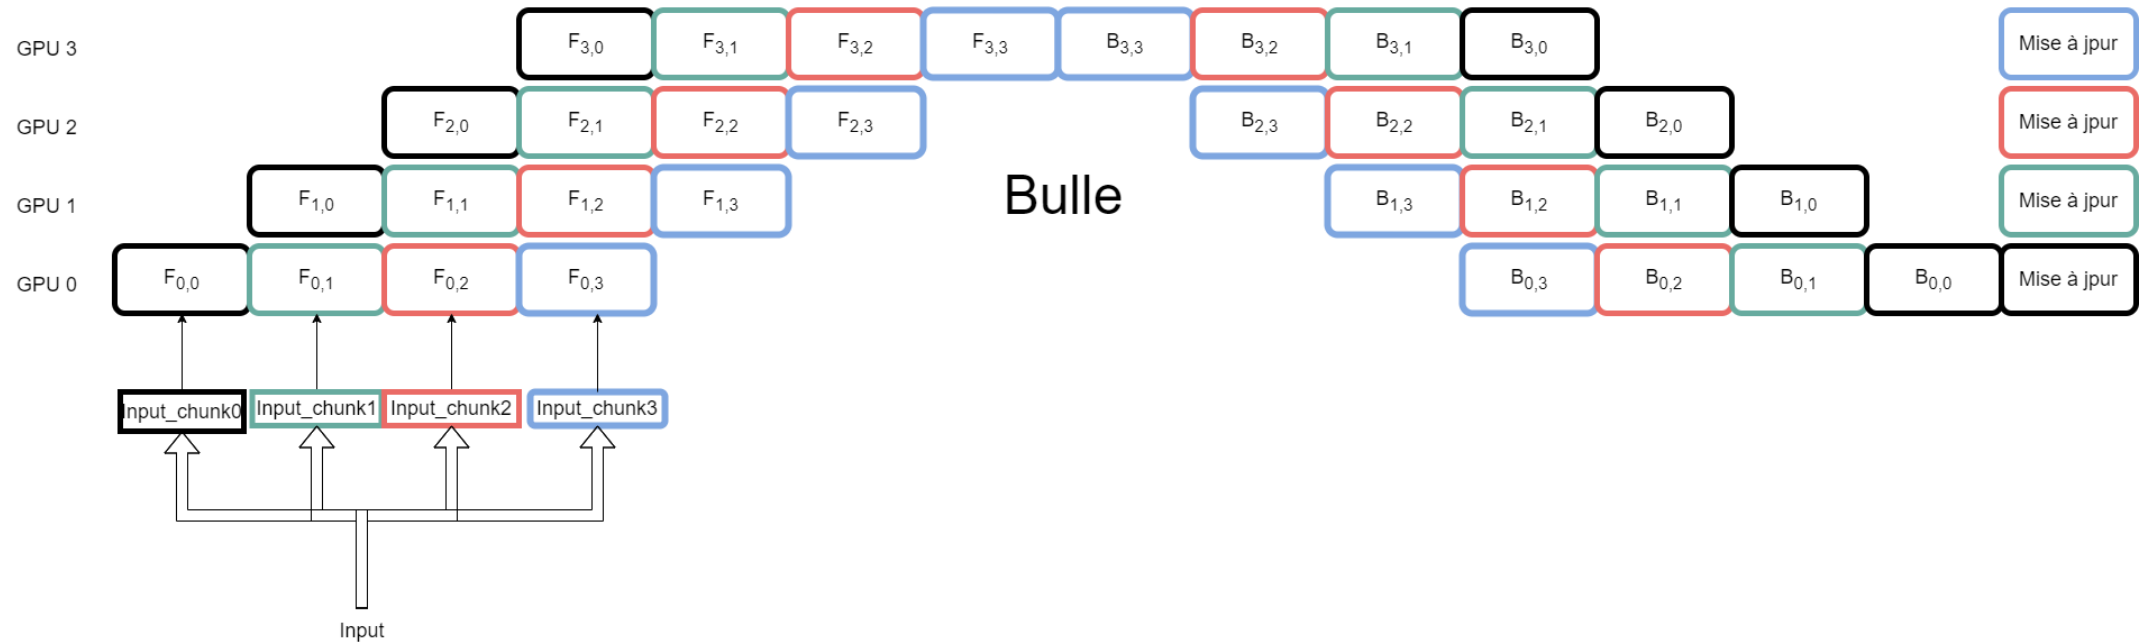 GPU 3 F3,0 F3,1 F3,2 F3,3 B3,3 B3,2 B3,1 B3,0 Mise à jpur
GPU 2 F2,0 F2,1 F2,2 F2,3 B2,3 B2,2 B2,1 B2,0 Mise à jpur
Bulle
GPU 1 F1,0 F1,1 F1,2 F1,3 B1,3 B1,2 B1,1 B1,0 Mise à jpur
GPU 0 F0,0 F0,1 F0,2 F0,3 B0,3 B0,2 B0,1 B0,0 Mise à jpur
Input_chunk0 Input_chunk1 Input_chunk2 Input_chunk3
Input